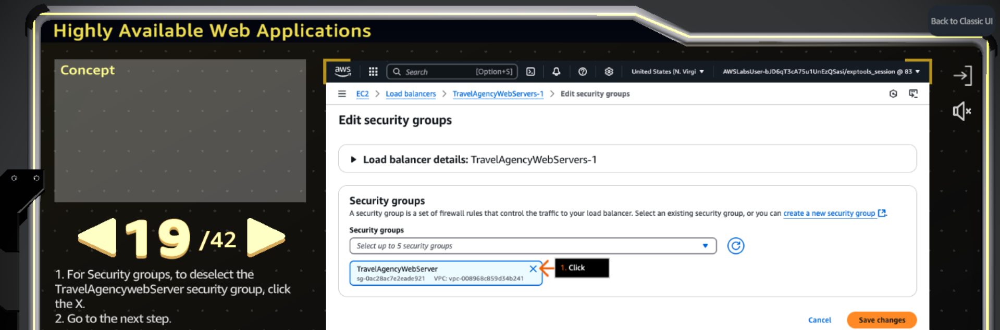 Back to Classic UI
Highly Available Web Applications
Concept
19 /42
1. For Security groups, to deselect the
TravelAgencywebServer security group, click
the X.
2. Go to the next step.
aws Search [Option+S] United States (N. Virgi AWSLabsUser-bJD6qT3cA75u1UnEzQSasi/exptools_session @ 83
EC2 > Load balancers > TravelAgencyWebServers-1 > Edit security groups
Edit security groups
Load balancer details: TravelAgencyWebServers-1
Security groups
A security group is a set of firewall rules that control the traffic to your load balancer. Select an existing security group, or you can create a new security group.
Security groups
Select up to 5 security groups
TravelAgencyWebServer
sg-0ac28ac7e2eade921 VPC: vpc-008968c859d34b241
1. Click
Cancel Save changes